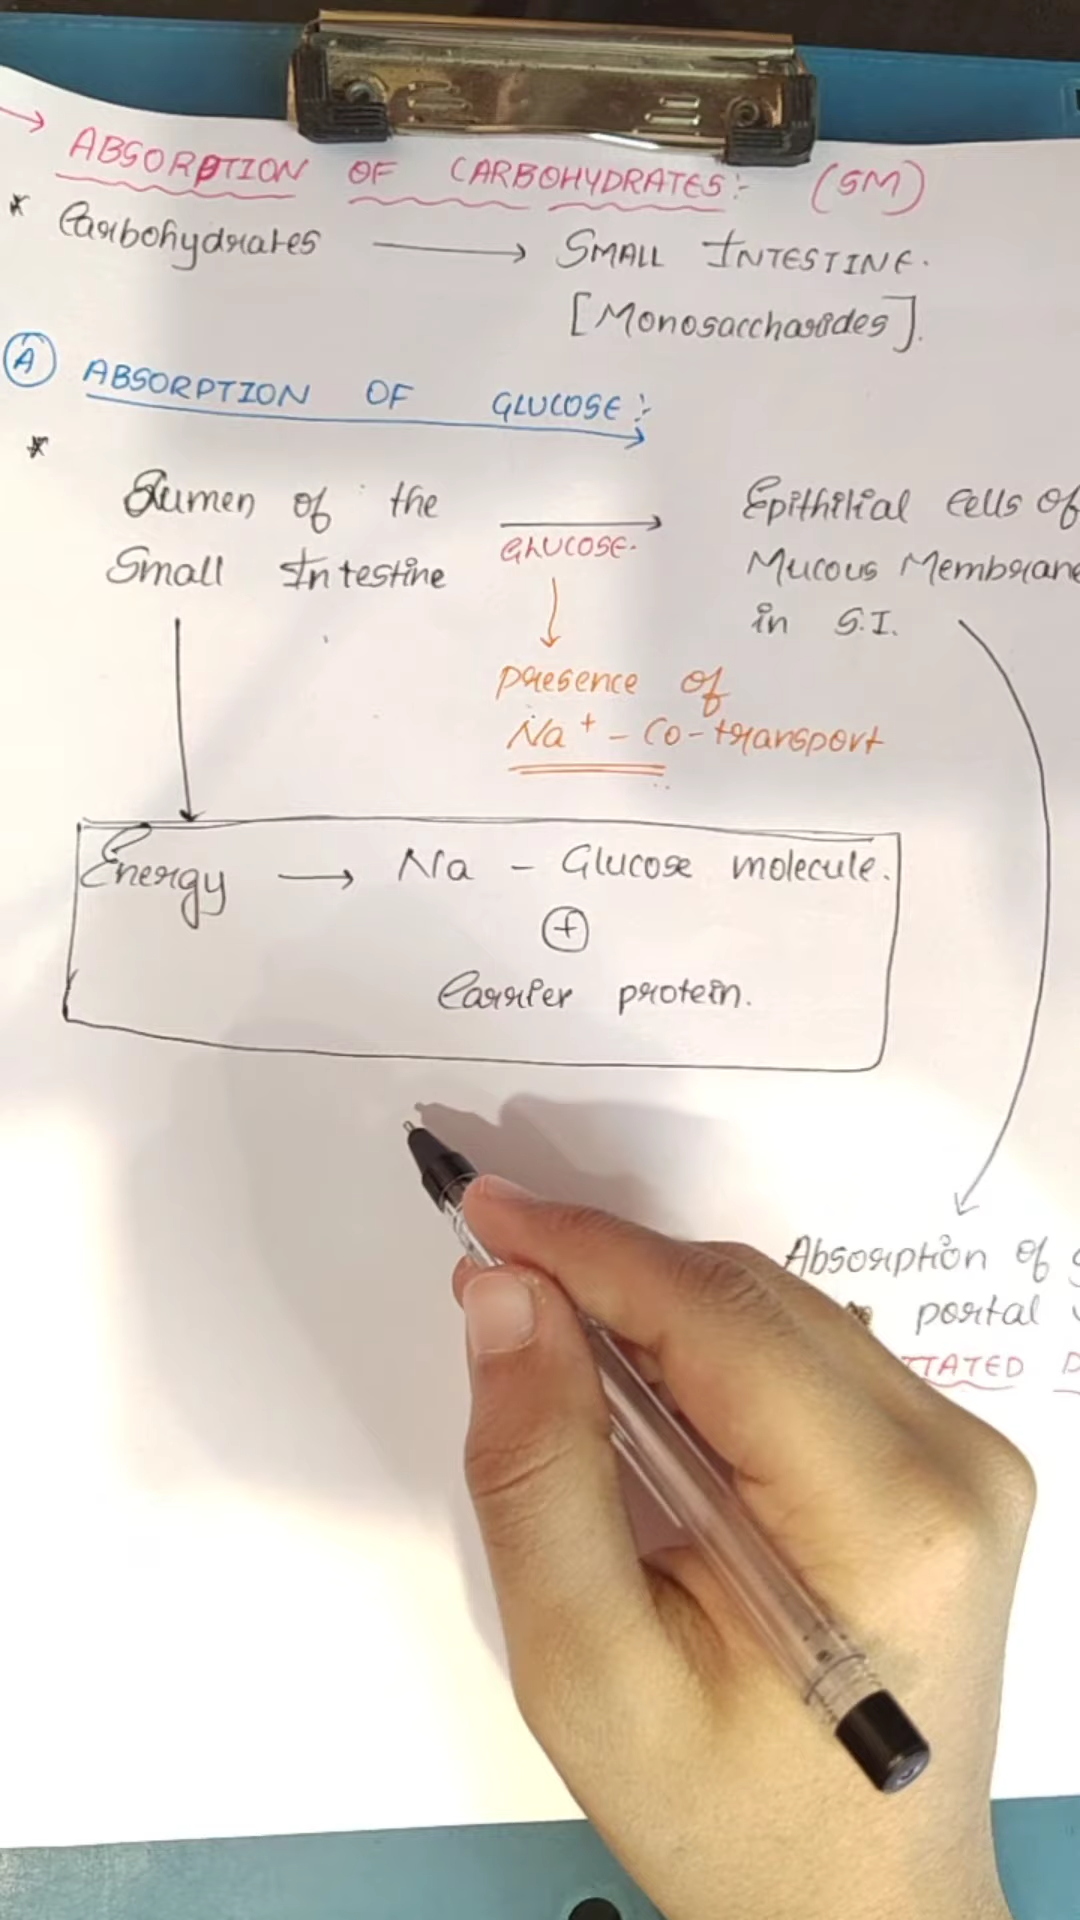 → ABSORPTION OF CARBOHYDRATES:- (5M)
* Carbohydrates → SMALL INTESTINE.
[Monosaccharides].
(A) ABSORPTION OF GLUCOSE:-
*
Lumen of the
Small Intestine
GLUCOSE.
Epithilial Cells of
Mucous Membrane
in S.I.
presence of
Na+ - Co-transport
Energy → Na - Glucose molecule.
⊕
Carrier protein.
Absorption of
portal